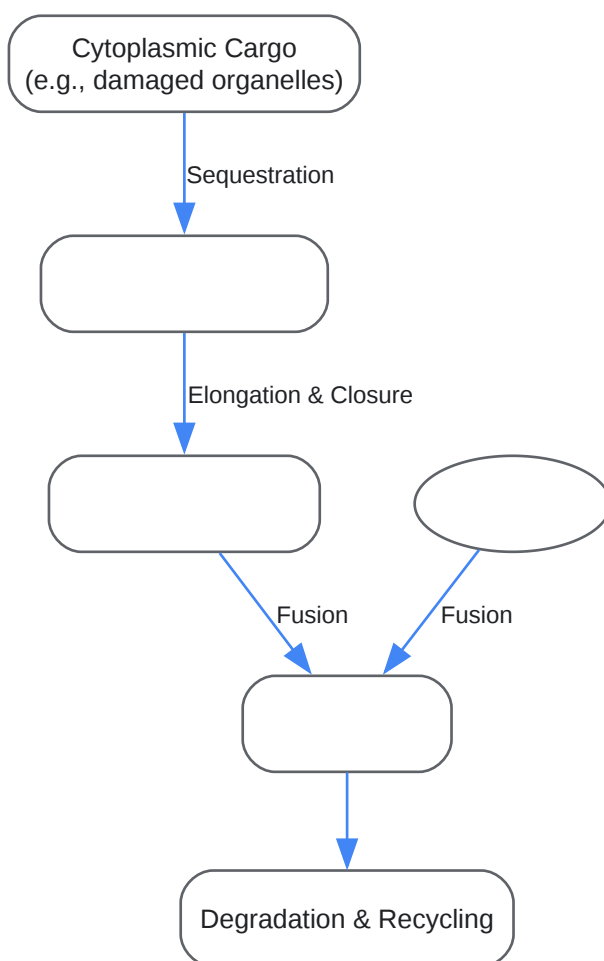 Cytoplasmic Cargo
(e.g., damaged organelles)
Sequestration
Elongation & Closure
Fusion
Fusion
Degradation & Recycling